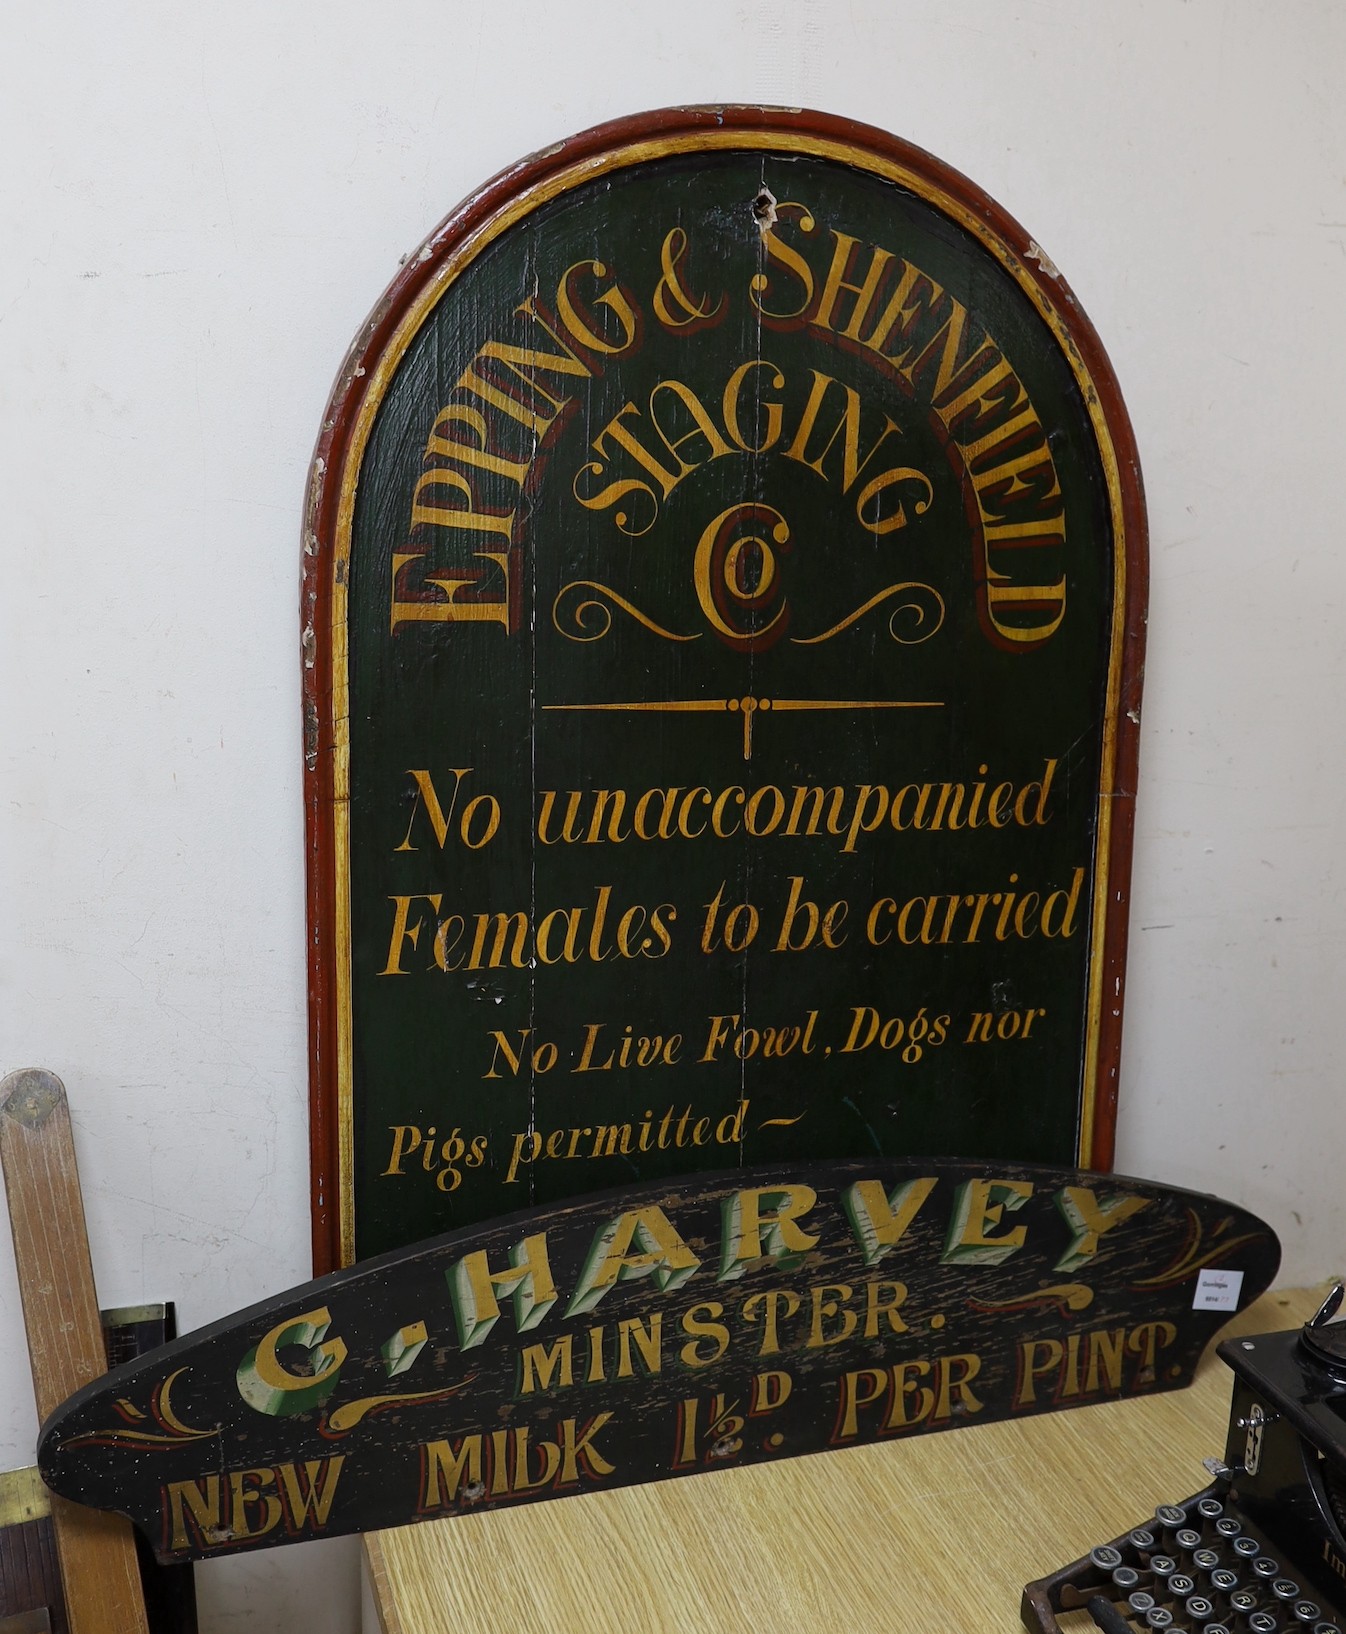 EPPING & SHENFIELD
STAGING
Co
No unaccompanied
Females to be carried
No Live Fowl, Dogs nor
Pigs permitted ~
C. HARVEY
MINSTER.
NEW MILK 1½D. PER PINT.